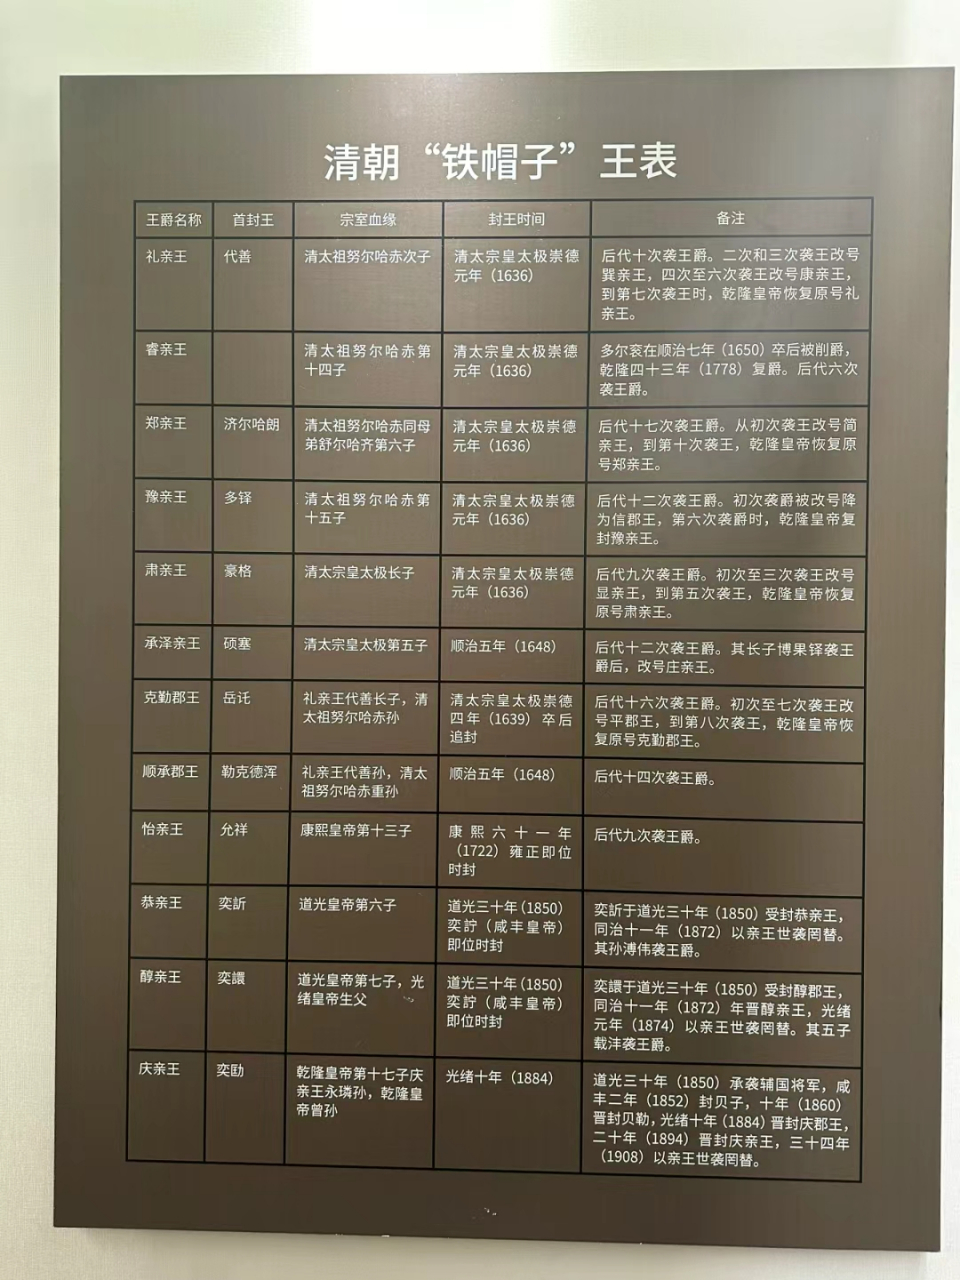 清朝“铁帽子”王表
王爵名称 首封王 宗室血缘 封王时间 备注
礼亲王 代善 清太祖努尔哈赤次子 清太宗皇太极崇德
元年（1636）
后代十次袭王爵。二次和三次袭王改号
巽亲王，四次至六次袭王改号康亲王，
到第七次袭王时，乾隆皇帝恢复原号礼
亲王。
睿亲王
清太祖努尔哈赤第
十四子
清太宗皇太极崇德
元年（1636）
多尔衮在顺治七年（1650）卒后被削爵，
乾隆四十三年（1778）复爵。后代六次
袭王爵。
郑亲王 济尔哈朗
清太祖努尔哈赤同母
弟舒尔哈齐第六子
清太宗皇太极崇德
元年（1636）
后代十七次袭王爵。从初次袭王改号简
亲王，到第十次袭王，乾隆皇帝恢复原
号郑亲王。
豫亲王 多铎
清太祖努尔哈赤第
十五子
清太宗皇太极崇德
元年（1636）
后代十二次袭王爵。初次袭爵被改号降
为信郡王，第六次袭爵时，乾隆皇帝复
封豫亲王。
肃亲王 豪格 清太宗皇太极长子
清太宗皇太极崇德
元年（1636）
后代九次袭王爵。初次至三次袭王改号
显亲王，到第五次袭王，乾隆皇帝恢复
原号肃亲王。
承泽亲王 硕塞 清太宗皇太极第五子 顺治五年（1648）
后代十二次袭王爵。其长子博果铎袭王
爵后，改号庄亲王。
克勤郡王 岳讬
礼亲王代善长子，清
太祖努尔哈赤孙
清太宗皇太极崇德
四年（1639）卒后
追封
后代十六次袭王爵。初次至七次袭王改
号平郡王，到第八次袭王，乾隆皇帝恢
复原号克勤郡王。
顺承郡王 勒克德浑
礼亲王代善孙，清太
祖努尔哈赤重孙
顺治五年（1648）
后代十四次袭王爵。
怡亲王 允祥 康熙皇帝第十三子
康熙六十一年
（1722）雍正即位
时封
后代九次袭王爵。
恭亲王 奕訢 道光皇帝第六子
道光三十年（1850）
奕詝（咸丰皇帝）
即位时封
奕訢于道光三十年（1850）受封恭亲王，
同治十一年（1872）以亲王世袭罔替。
其孙溥伟袭王爵。
醇亲王 奕譞
道光皇帝第七子，光
绪皇帝生父
道光三十年（1850）
奕詝（咸丰皇帝）
即位时封
奕譞于道光三十年（1850）受封醇郡王，
同治十一年（1872）年晋醇亲王，光绪
元年（1874）以亲王世袭罔替。其五子
载沣袭王爵。
庆亲王 奕劻
乾隆皇帝第十七子庆
亲王永璘孙，乾隆皇
帝曾孙
光绪十年（1884）
道光三十年（1850）承袭辅国将军，咸
丰二年（1852）封贝子，十年（1860）
晋封贝勒，光绪十年（1884）晋封庆郡王，
二十年（1894）晋封庆亲王，三十四年
（1908）以亲王世袭罔替。